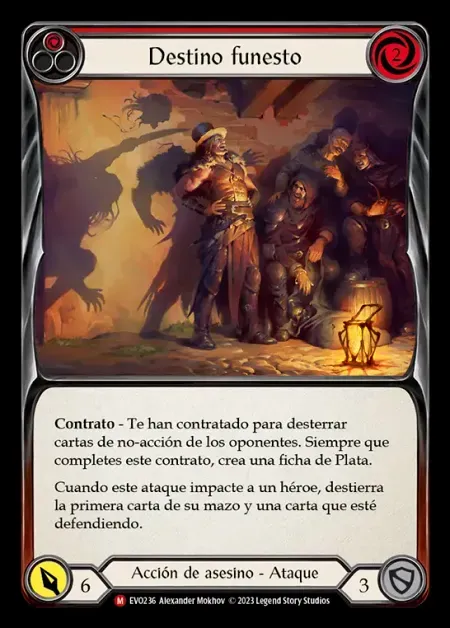 Destino funesto
2
Contrato - Te han contratado para desterrar
cartas de no-acción de los oponentes. Siempre que
completes este contrato, crea una ficha de Plata.
Cuando este ataque impacte a un héroe, destierra
la primera carta de su mazo y una carta que esté
defendiendo.
6
Acción de asesino - Ataque
3
M EVO236 Alexander Mokhov © 2023 Legend Story Studios